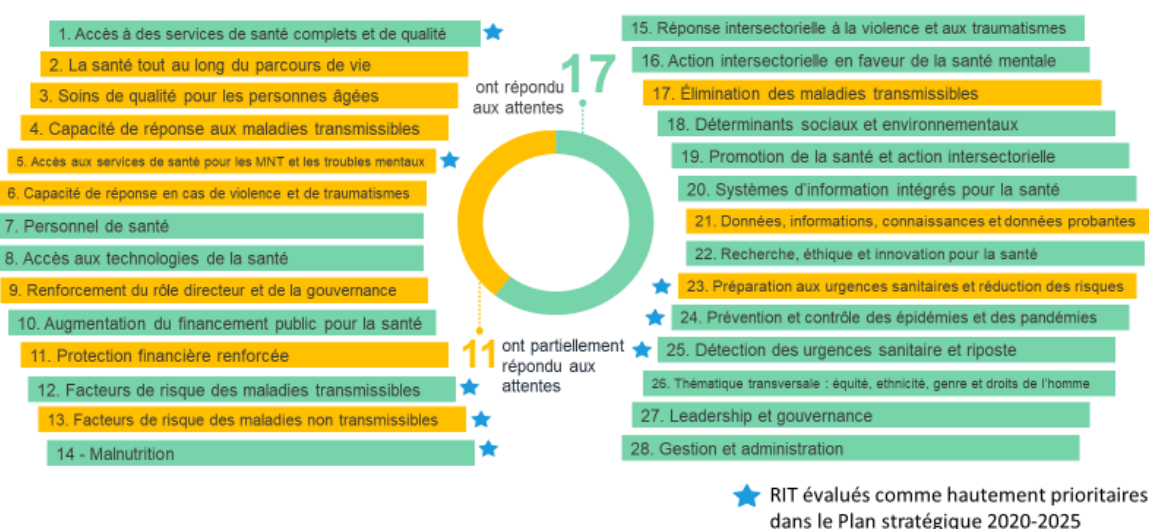 1. Accès à des services de santé complets et de qualité
2. La santé tout au long du parcours de vie
3. Soins de qualité pour les personnes âgées
4. Capacité de réponse aux maladies transmissibles
5. Accès aux services de santé pour les MNT et les troubles mentaux
6. Capacité de réponse en cas de violence et de traumatismes
7. Personnel de santé
8. Accès aux technologies de la santé
9. Renforcement du rôle directeur et de la gouvernance
10. Augmentation du financement public pour la santé
11. Protection financière renforcée
12. Facteurs de risque des maladies transmissibles
13. Facteurs de risque des maladies non transmissibles
14 - Malnutrition
17
ont répondu
aux attentes
11
ont partiellement
répondu aux
attentes
15. Réponse intersectorielle à la violence et aux traumatismes
16. Action intersectorielle en faveur de la santé mentale
17. Élimination des maladies transmissibles
18. Déterminants sociaux et environnementaux
19. Promotion de la santé et action intersectorielle
20. Systèmes d'information intégrés pour la santé
21. Données, informations, connaissances et données probantes
22. Recherche, éthique et innovation pour la santé
23. Préparation aux urgences sanitaires et réduction des risques
24. Prévention et contrôle des épidémies et des pandémies
25. Détection des urgences sanitaire et riposte
26. Thématique transversale : équité, ethnicité, genre et droits de l'homme
27. Leadership et gouvernance
28. Gestion et administration
RIT évalués comme hautement prioritaires
dans le Plan stratégique 2020-2025